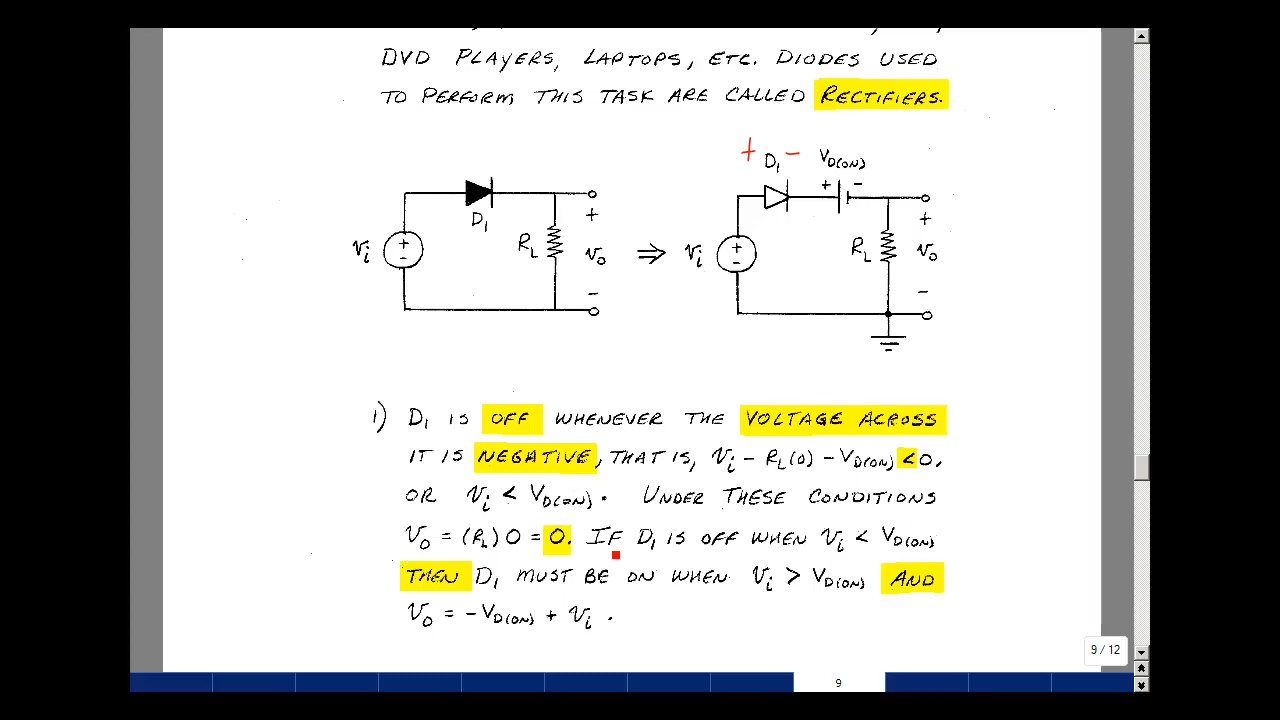 DVD PLAYERS, LAPTOPS, ETC. DIODES USED
TO PERFORM THIS TASK ARE CALLED RECTIFIERS.
+ D1 - VD(ON)
+ -
D1
Vi + - RL + Vo - ⇒ Vi + - RL + Vo -
1) D1 IS OFF WHENEVER THE VOLTAGE ACROSS
IT IS NEGATIVE, THAT IS, Vi - RL(0) - VD(ON) < 0,
OR Vi < VD(ON). UNDER THESE CONDITIONS
Vo = (RL) 0 = 0. IF D1 IS OFF WHEN Vi < VD(ON)
THEN D1 MUST BE ON WHEN Vi > VD(ON) AND
Vo = -VD(ON) + Vi .
9 / 12
9